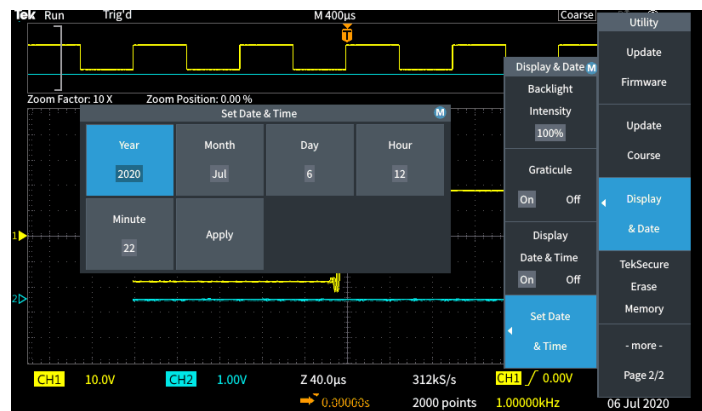 Tek Run Trig'd M 400µs Coarse
Zoom Factor: 10 X Zoom Position: 0.00 %
Set Date & Time M
Year
2020
Month
Jul
Day
6
Hour
12
Minute
22
Apply
Display & Date M
Backlight
Intensity
100%
Graticule
On Off
Display
Date & Time
On Off
Set Date
& Time
Utility
Update
Firmware
Update
Course
Display
& Date
TekSecure
Erase
Memory
- more -
Page 2/2
T
1
2
CH1 10.0V CH2 1.00V Z 40.0µs 312kS/s CH1 0.00V
0.00000s 2000 points 1.00000kHz 06 Jul 2020